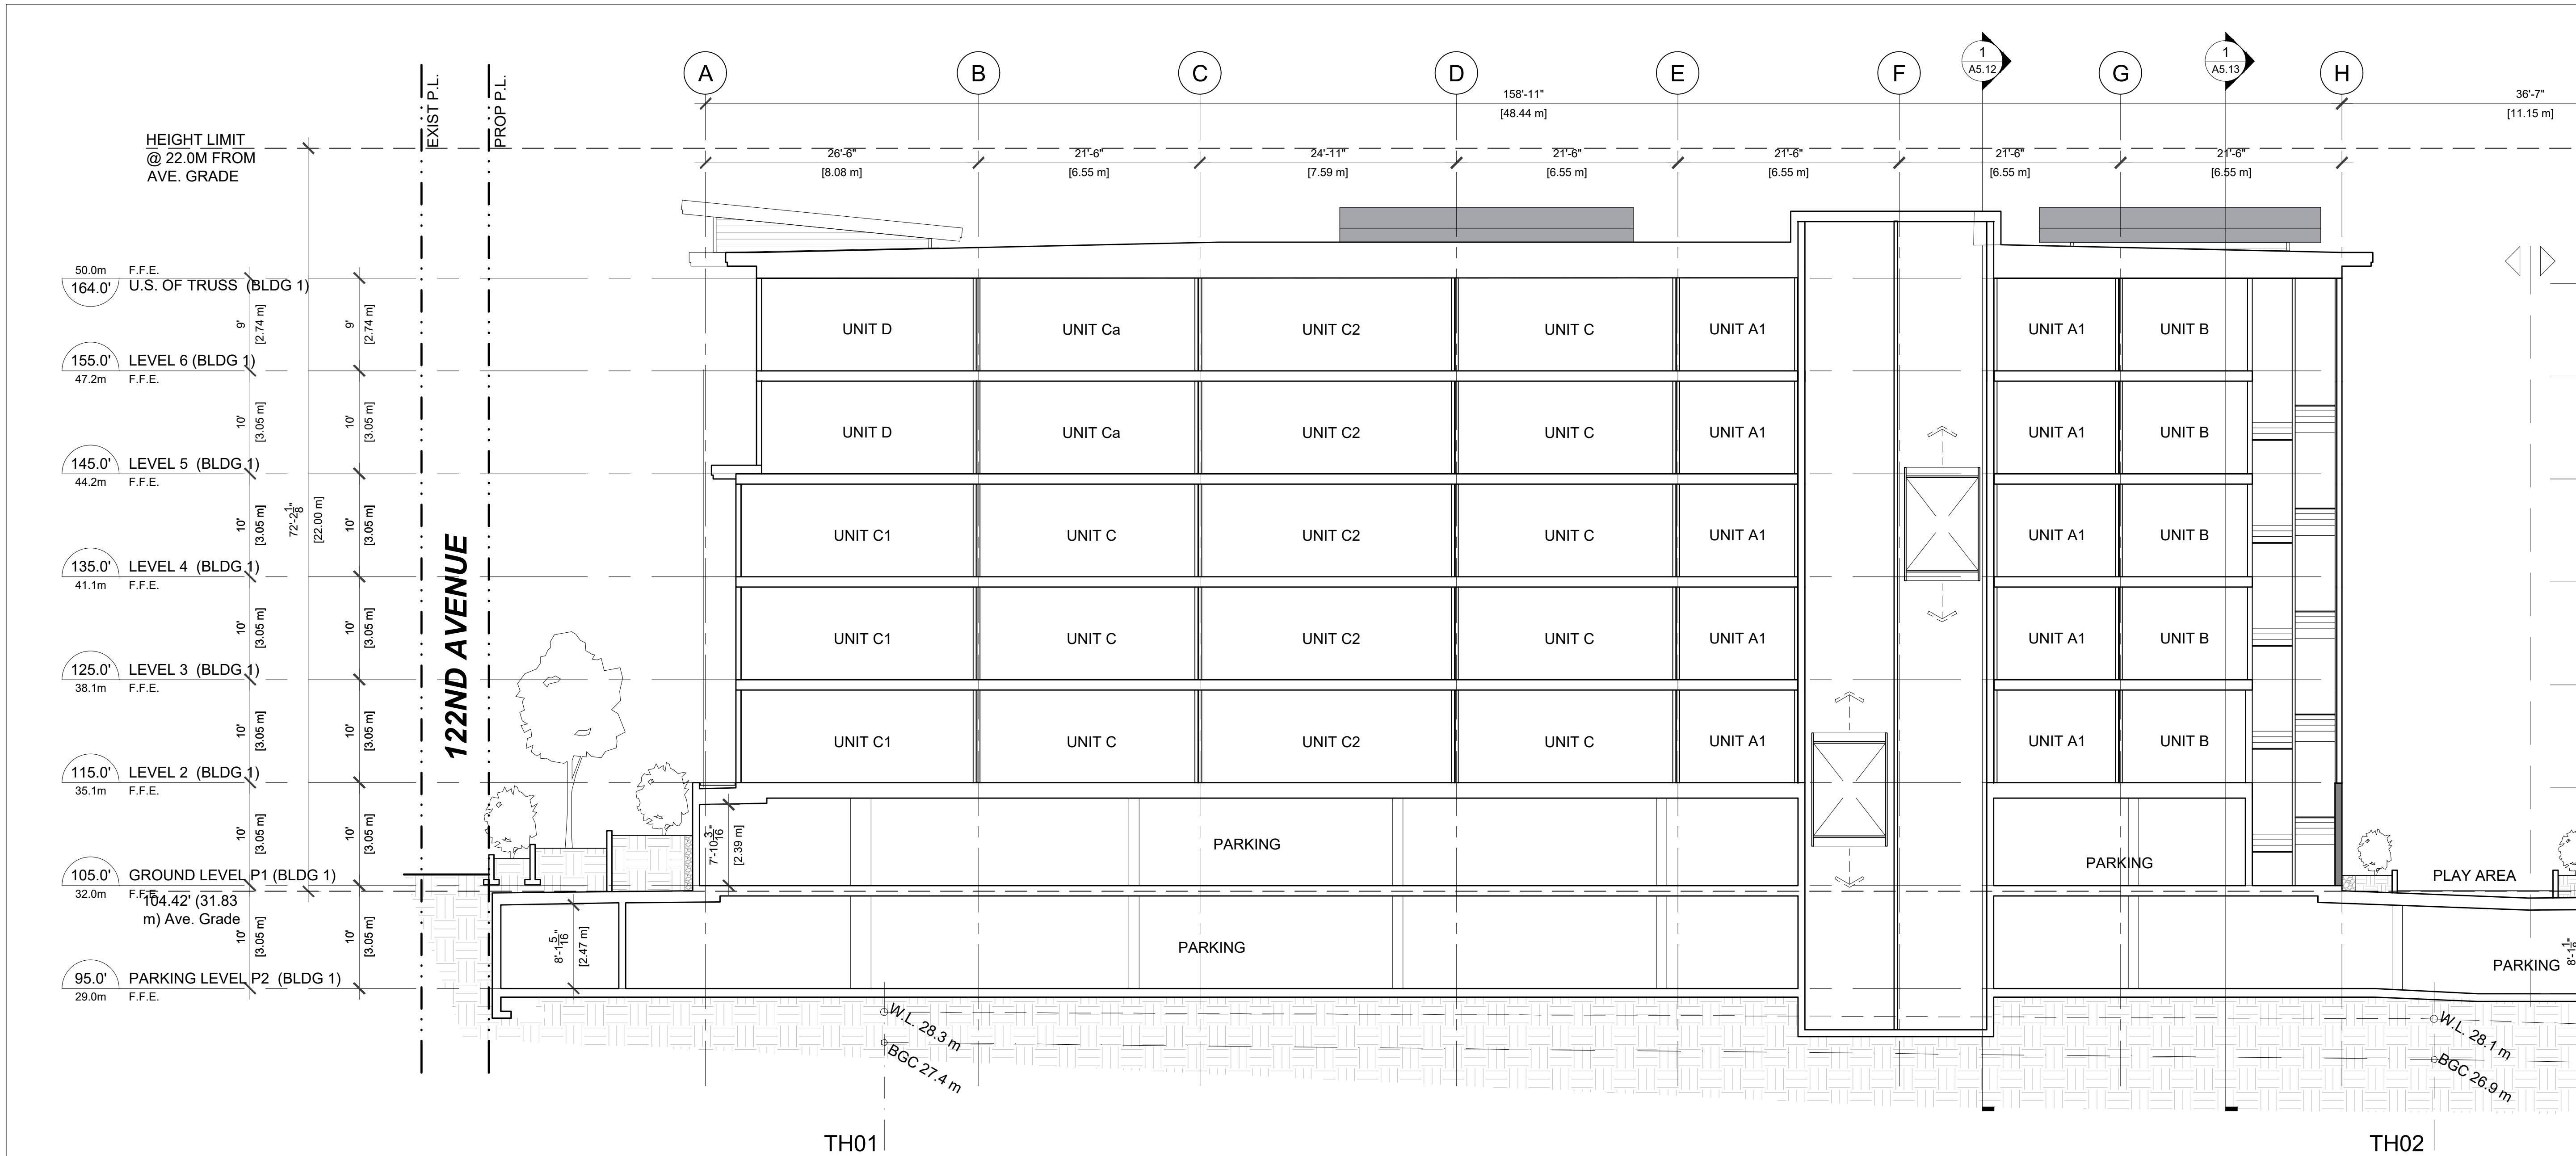 A B C D E F G H
1
A5.12
1
A5.13
158'-11"
[48.44 m]
36'-7"
[11.15 m]
EXIST P.L.
PROP P.L.
HEIGHT LIMIT
@ 22.0M FROM
AVE. GRADE
26'-6" 21'-6" 24'-11" 21'-6" 21'-6" 21'-6" 21'-6"
[8.08 m] [6.55 m] [7.59 m] [6.55 m] [6.55 m] [6.55 m] [6.55 m]
50.0m F.F.E.
164.0' U.S. OF TRUSS (BLDG 1)
9' [2.74 m] 9' [2.74 m]
UNIT D UNIT Ca UNIT C2 UNIT C UNIT A1 UNIT A1 UNIT B
155.0' LEVEL 6 (BLDG 1)
47.2m F.F.E.
10' [3.05 m] 10' [3.05 m]
UNIT D UNIT Ca UNIT C2 UNIT C UNIT A1 UNIT A1 UNIT B
145.0' LEVEL 5 (BLDG 1)
44.2m F.F.E.
10' [3.05 m] 72'-2 1/8" [22.00 m] 10' [3.05 m]
122ND AVENUE
UNIT C1 UNIT C UNIT C2 UNIT C UNIT A1 UNIT A1 UNIT B
135.0' LEVEL 4 (BLDG 1)
41.1m F.F.E.
10' [3.05 m] 10' [3.05 m]
UNIT C1 UNIT C UNIT C2 UNIT C UNIT A1 UNIT A1 UNIT B
125.0' LEVEL 3 (BLDG 1)
38.1m F.F.E.
10' [3.05 m] 10' [3.05 m]
UNIT C1 UNIT C UNIT C2 UNIT C UNIT A1 UNIT A1 UNIT B
115.0' LEVEL 2 (BLDG 1)
35.1m F.F.E.
10' [3.05 m] 10' [3.05 m]
7'-10 3/16" [2.39 m]
PARKING
PARKING
PLAY AREA
105.0' GROUND LEVEL P1 (BLDG 1)
32.0m F.F.E.
104.42' (31.83
m) Ave. Grade
10' [3.05 m] 10' [3.05 m]
8'-1 5/16" [2.47 m]
PARKING
PARKING
8'-1 1/8"
95.0' PARKING LEVEL P2 (BLDG 1)
29.0m F.F.E.
W.L. 28.3 m
BGC 27.4 m
W.L. 28.1 m
BGC 26.9 m
TH01
TH02